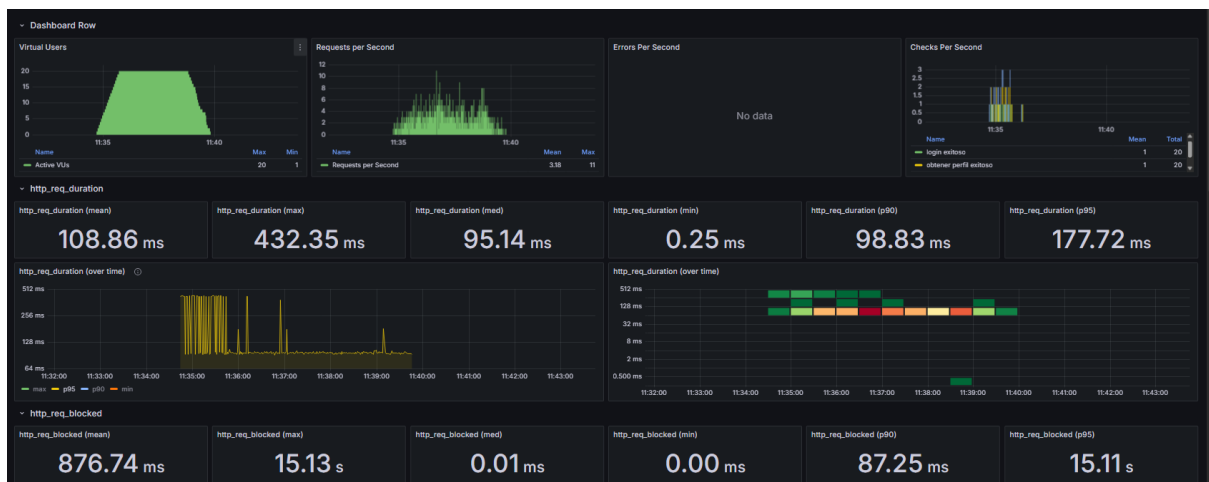 Dashboard Row
Virtual Users
20
15
10
5
0
11:35 11:40
Name Max Min
Active VUs 20 1
Requests per Second
12
10
8
6
4
2
0
11:35 11:40
Name Mean Max
Requests per Second 3.18 11
Errors Per Second
No data
Checks Per Second
3
2.5
2
1.5
1
0.5
0
11:35 11:40
Name Mean Total
login exitoso 1 20
obtener perfil exitoso 1 20
http_req_duration
http_req_duration (mean)
108.86 ms
http_req_duration (max)
432.35 ms
http_req_duration (med)
95.14 ms
http_req_duration (min)
0.25 ms
http_req_duration (p90)
98.83 ms
http_req_duration (p95)
177.72 ms
http_req_duration (over time)
512 ms
256 ms
128 ms
64 ms
11:32:00 11:33:00 11:34:00 11:35:00 11:36:00 11:37:00 11:38:00 11:39:00 11:40:00 11:41:00 11:42:00 11:43:00
max p95 p90 min
http_req_duration (over time)
512 ms
128 ms
32 ms
8 ms
2 ms
0.500 ms
11:32:00 11:33:00 11:34:00 11:35:00 11:36:00 11:37:00 11:38:00 11:39:00 11:40:00 11:41:00 11:42:00 11:43:00
http_req_blocked
http_req_blocked (mean)
876.74 ms
http_req_blocked (max)
15.13 s
http_req_blocked (med)
0.01 ms
http_req_blocked (min)
0.00 ms
http_req_blocked (p90)
87.25 ms
http_req_blocked (p95)
15.11 s